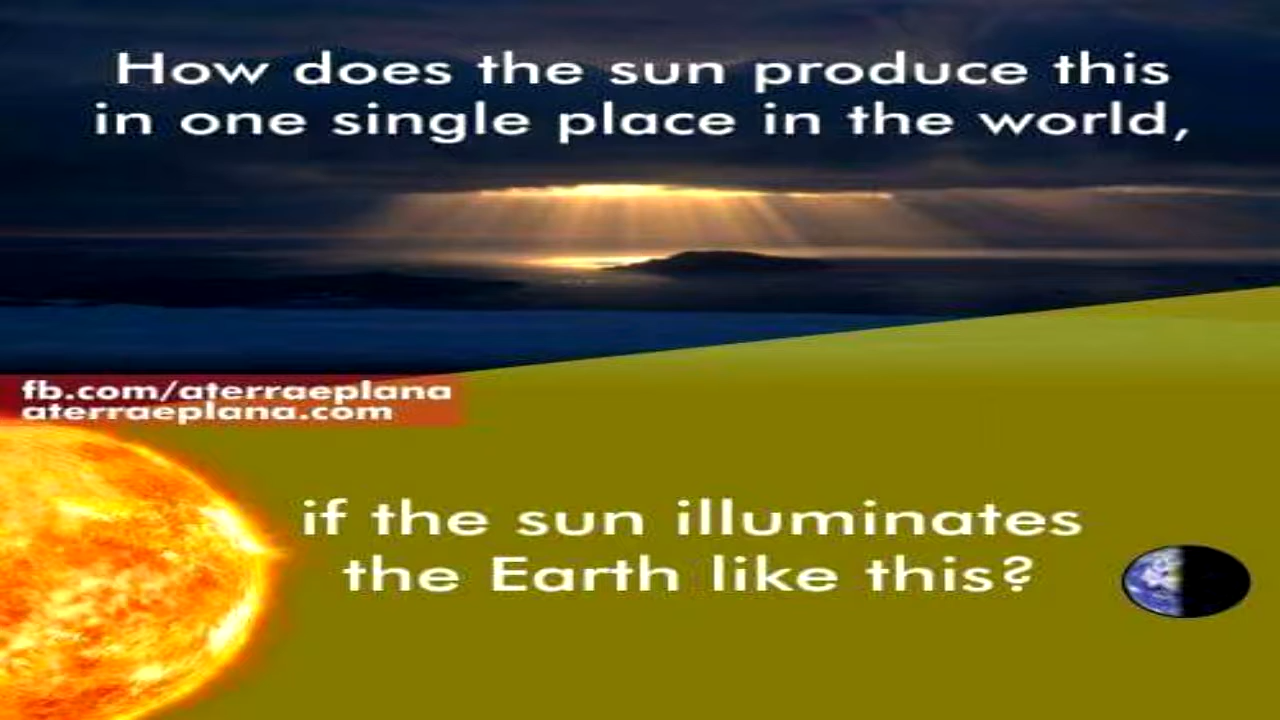 How does the sun produce this
in one single place in the world,
fb.com/aterraeplana
aterraeplana.com
if the sun illuminates
the Earth like this?